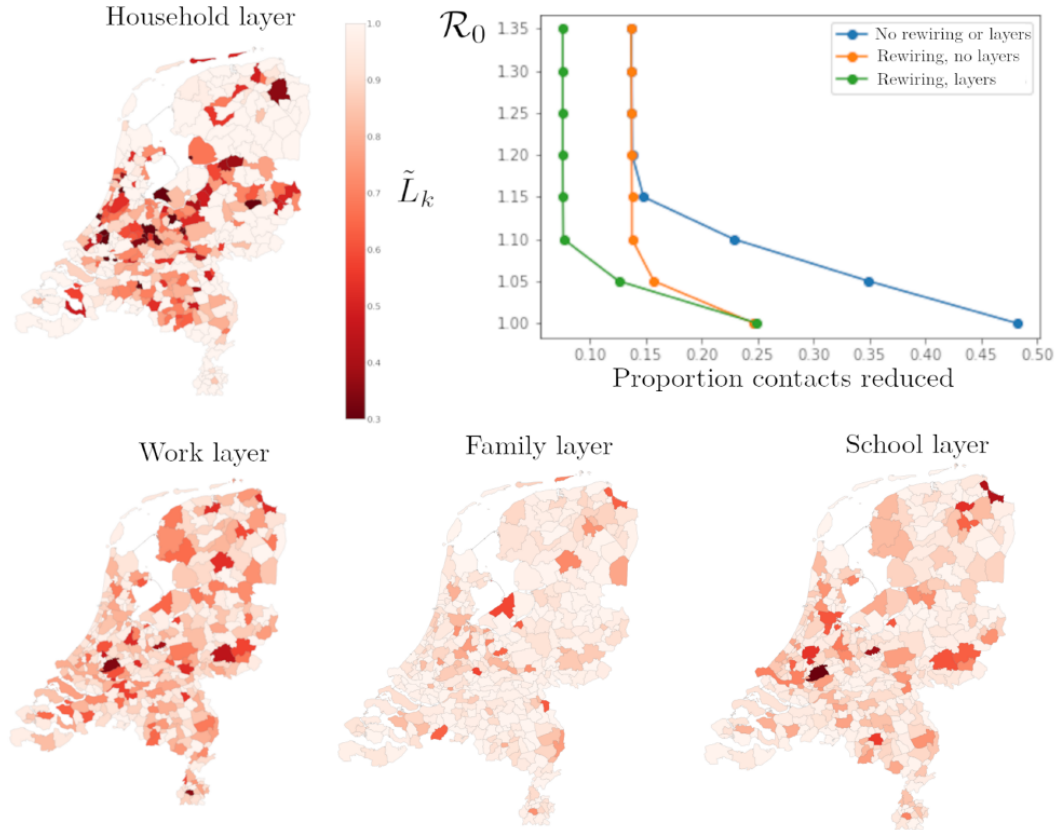 Household layer
1.0
0.9
0.8
0.7
0.6
0.5
0.4
0.3
L̃_k
R_0
1.35
1.30
1.25
1.20
1.15
1.10
1.05
1.00
No rewiring or layers
Rewiring, no layers
Rewiring, layers
0.10 0.15 0.20 0.25 0.30 0.35 0.40 0.45 0.50
Proportion contacts reduced
Work layer
Family layer
School layer